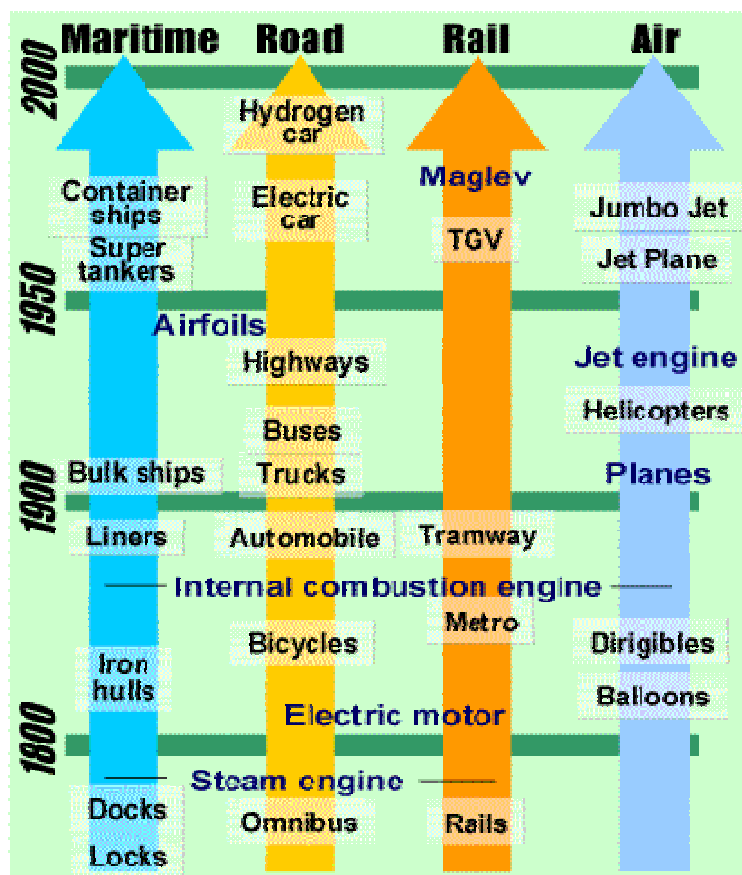 Maritime Road Rail Air
2000
Hydrogen
car
Maglev
Container
ships
Electric
car
Jumbo Jet
TGV
Super
tankers
Jet Plane
1950
Airfoils
Highways
Jet engine
Helicopters
Buses
Bulk ships
Trucks
Planes
1900
Liners
Automobile
Tramway
Internal combustion engine
Metro
Bicycles
Dirigibles
Iron
hulls
Balloons
Electric motor
1800
Steam engine
Docks
Omnibus
Rails
Locks